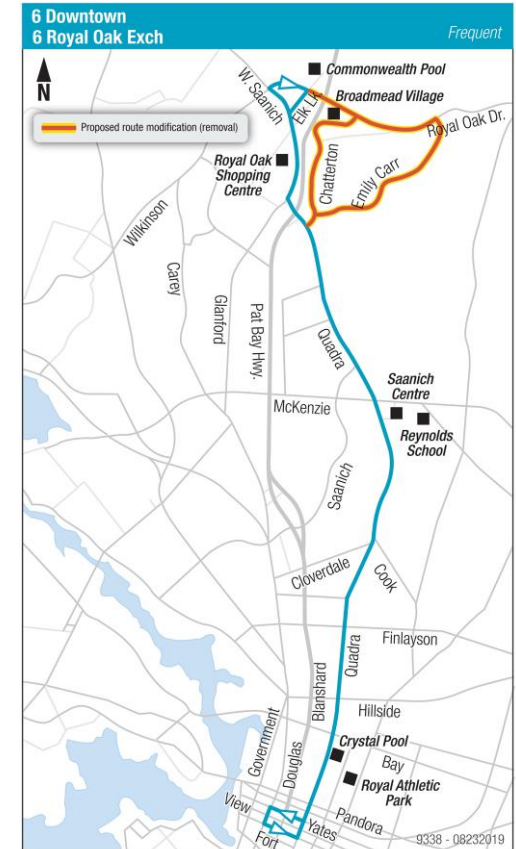 6 Downtown
6 Royal Oak Exch
Frequent
N
W. Saanich
Elk Lk.
Commonwealth Pool
Broadmead Village
Proposed route modification (removal)
Royal Oak Dr.
Royal Oak
Shopping
Centre
Chatterton
Emily Carr
Wilkinson
Carey
Glanford
Pat Bay Hwy.
Quadra
Saanich
Centre
McKenzie
Reynolds
School
Saanich
Cloverdale
Cook
Finlayson
Quadra
Blanshard
Hillside
Government
Douglas
Crystal Pool
Bay
Royal Athletic
Park
View
Yates
Pandora
Fort
9338 - 08232019